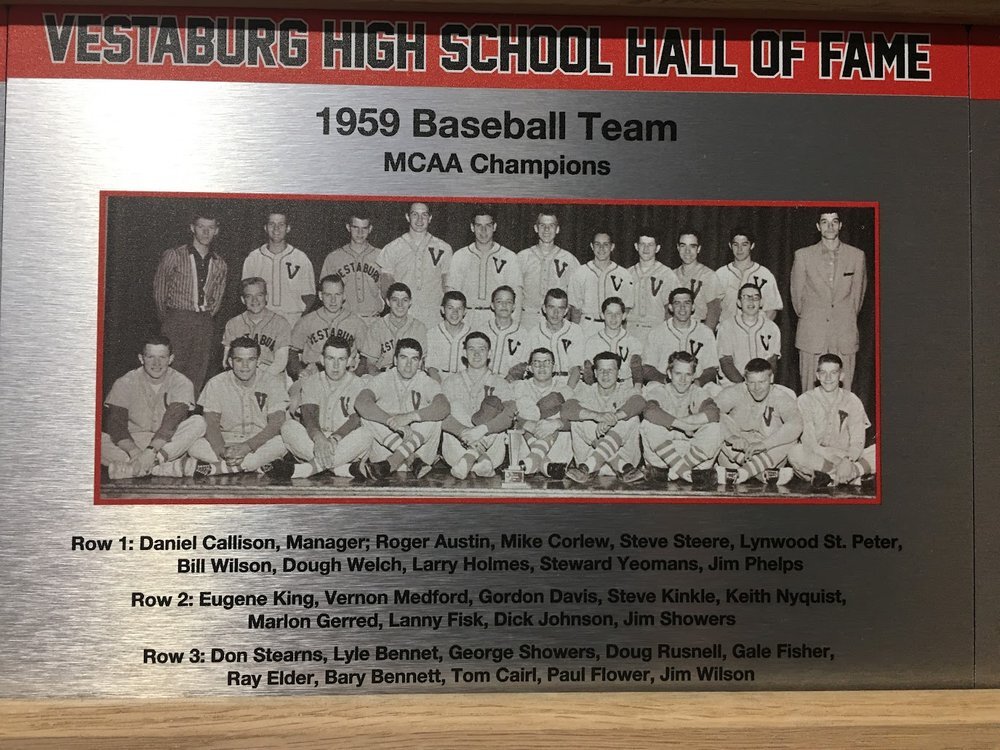 VESTABURG HIGH SCHOOL HALL OF FAME
1959 Baseball Team
MCAA Champions
VESTABURG
VESTABURG
Row 1: Daniel Callison, Manager; Roger Austin, Mike Corlew, Steve Steere, Lynwood St. Peter,
Bill Wilson, Dough Welch, Larry Holmes, Steward Yeomans, Jim Phelps
Row 2: Eugene King, Vernon Medford, Gordon Davis, Steve Kinkle, Keith Nyquist,
Marlon Gerred, Lanny Fisk, Dick Johnson, Jim Showers
Row 3: Don Stearns, Lyle Bennet, George Showers, Doug Rusnell, Gale Fisher,
Ray Elder, Bary Bennett, Tom Cairl, Paul Flower, Jim Wilson